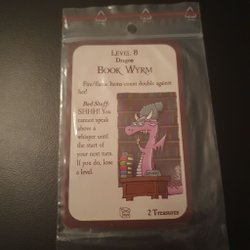 LEVEL 8
Dragon
BOOK WYRM
Fire/flame Items count double against
her!
Bad Stuff:
SHHH! You
cannot speak
above a
whisper until
the start of
your next turn.
If you do, lose
a level.
2 Treasures